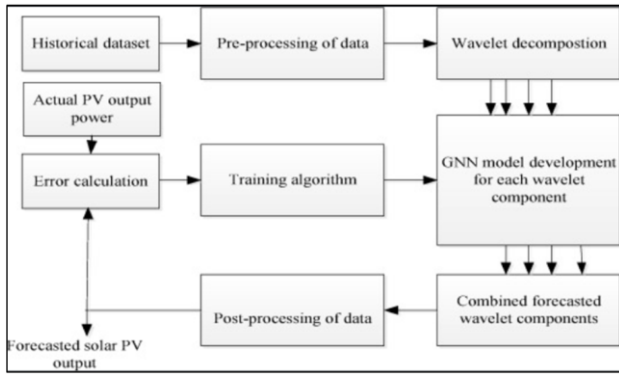 Historical dataset
Pre-processing of data
Wavelet decompostion
Actual PV output
power
Error calculation
Training algorithm
GNN model development
for each wavelet
component
Post-processing of data
Combined forecasted
wavelet components
Forecasted solar PV
output